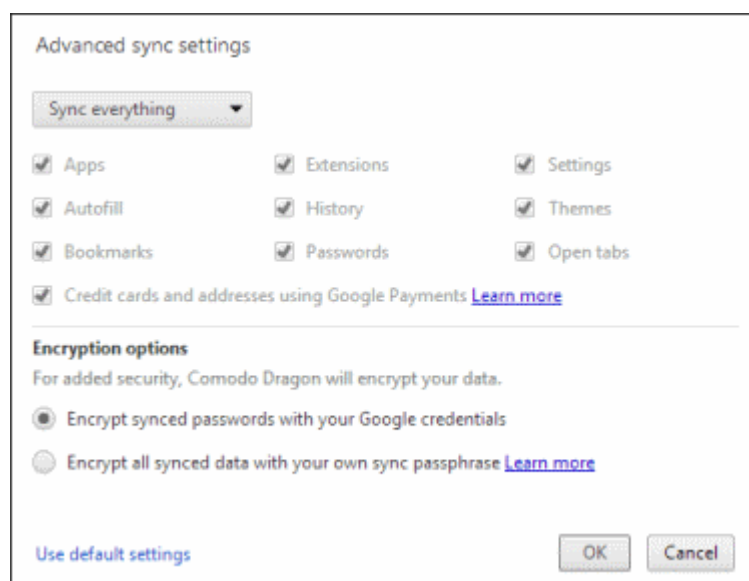 Advanced sync settings
Sync everything
Apps Extensions Settings
Autofill History Themes
Bookmarks Passwords Open tabs
Credit cards and addresses using Google Payments Learn more
Encryption options
For added security, Comodo Dragon will encrypt your data.
Encrypt synced passwords with your Google credentials
Encrypt all synced data with your own sync passphrase Learn more
Use default settings OK Cancel